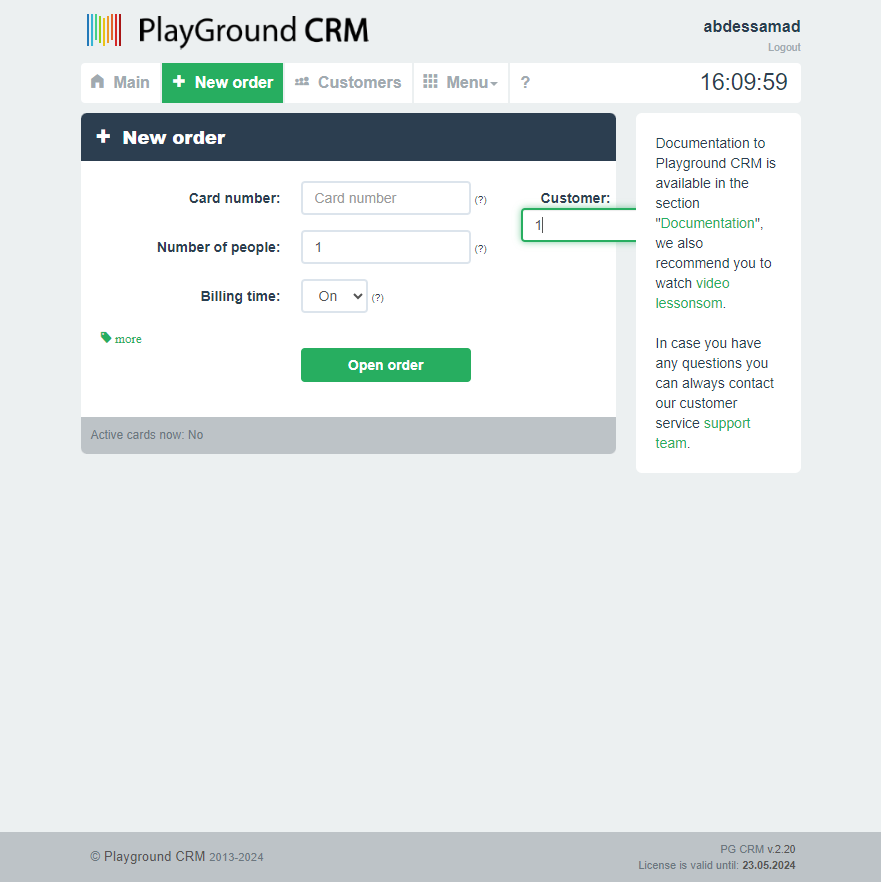 PlayGround CRM
abdessamad
Logout
Main
New order
Customers
Menu
?
16:09:59
New order
Card number:
Card number
(?)
Customer:
1
Number of people:
1
(?)
Billing time:
On
(?)
more
Open order
Active cards now: No
Documentation to
Playground CRM is
available in the
section
"Documentation",
we also
recommend you to
watch video
lessonsom.
In case you have
any questions you
can always contact
our customer
service support
team.
© Playground CRM 2013-2024
PG CRM v.2.20
License is valid until: 23.05.2024